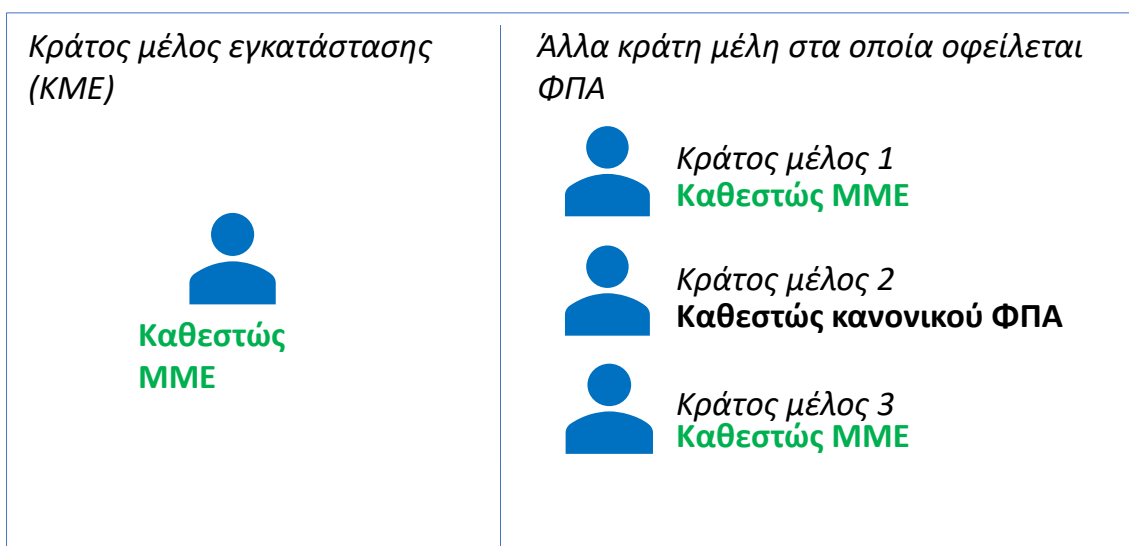 Κράτος μέλος εγκατάστασης
(ΚΜΕ)
Καθεστώς
ΜΜΕ
Άλλα κράτη μέλη στα οποία οφείλεται
ΦΠΑ
Κράτος μέλος 1
Καθεστώς ΜΜΕ
Κράτος μέλος 2
Καθεστώς κανονικού ΦΠΑ
Κράτος μέλος 3
Καθεστώς ΜΜΕ